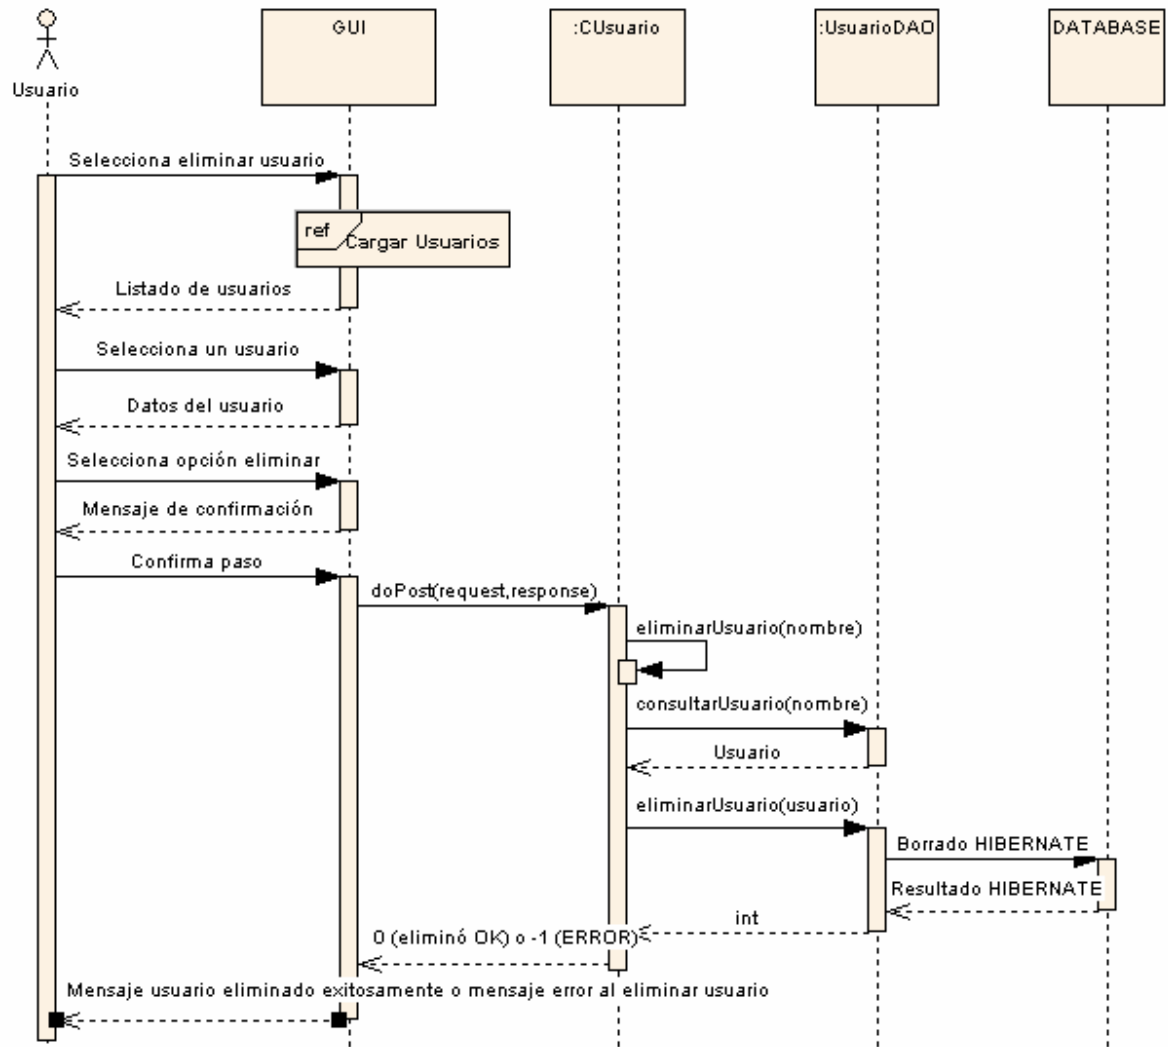 GUI
:CUsuario
:UsuarioDAO
DATABASE
Usuario
Selecciona eliminar usuario
ref
Cargar Usuarios
Listado de usuarios
Selecciona un usuario
Datos del usuario
Selecciona opción eliminar
Mensaje de confirmación
Confirma paso
doPost(request,response)
eliminarUsuario(nombre)
consultarUsuario(nombre)
Usuario
eliminarUsuario(usuario)
Borrado HIBERNATE
Resultado HIBERNATE
int
0 (eliminó OK) o -1 (ERROR)
Mensaje usuario eliminado exitosamente o mensaje error al eliminar usuario